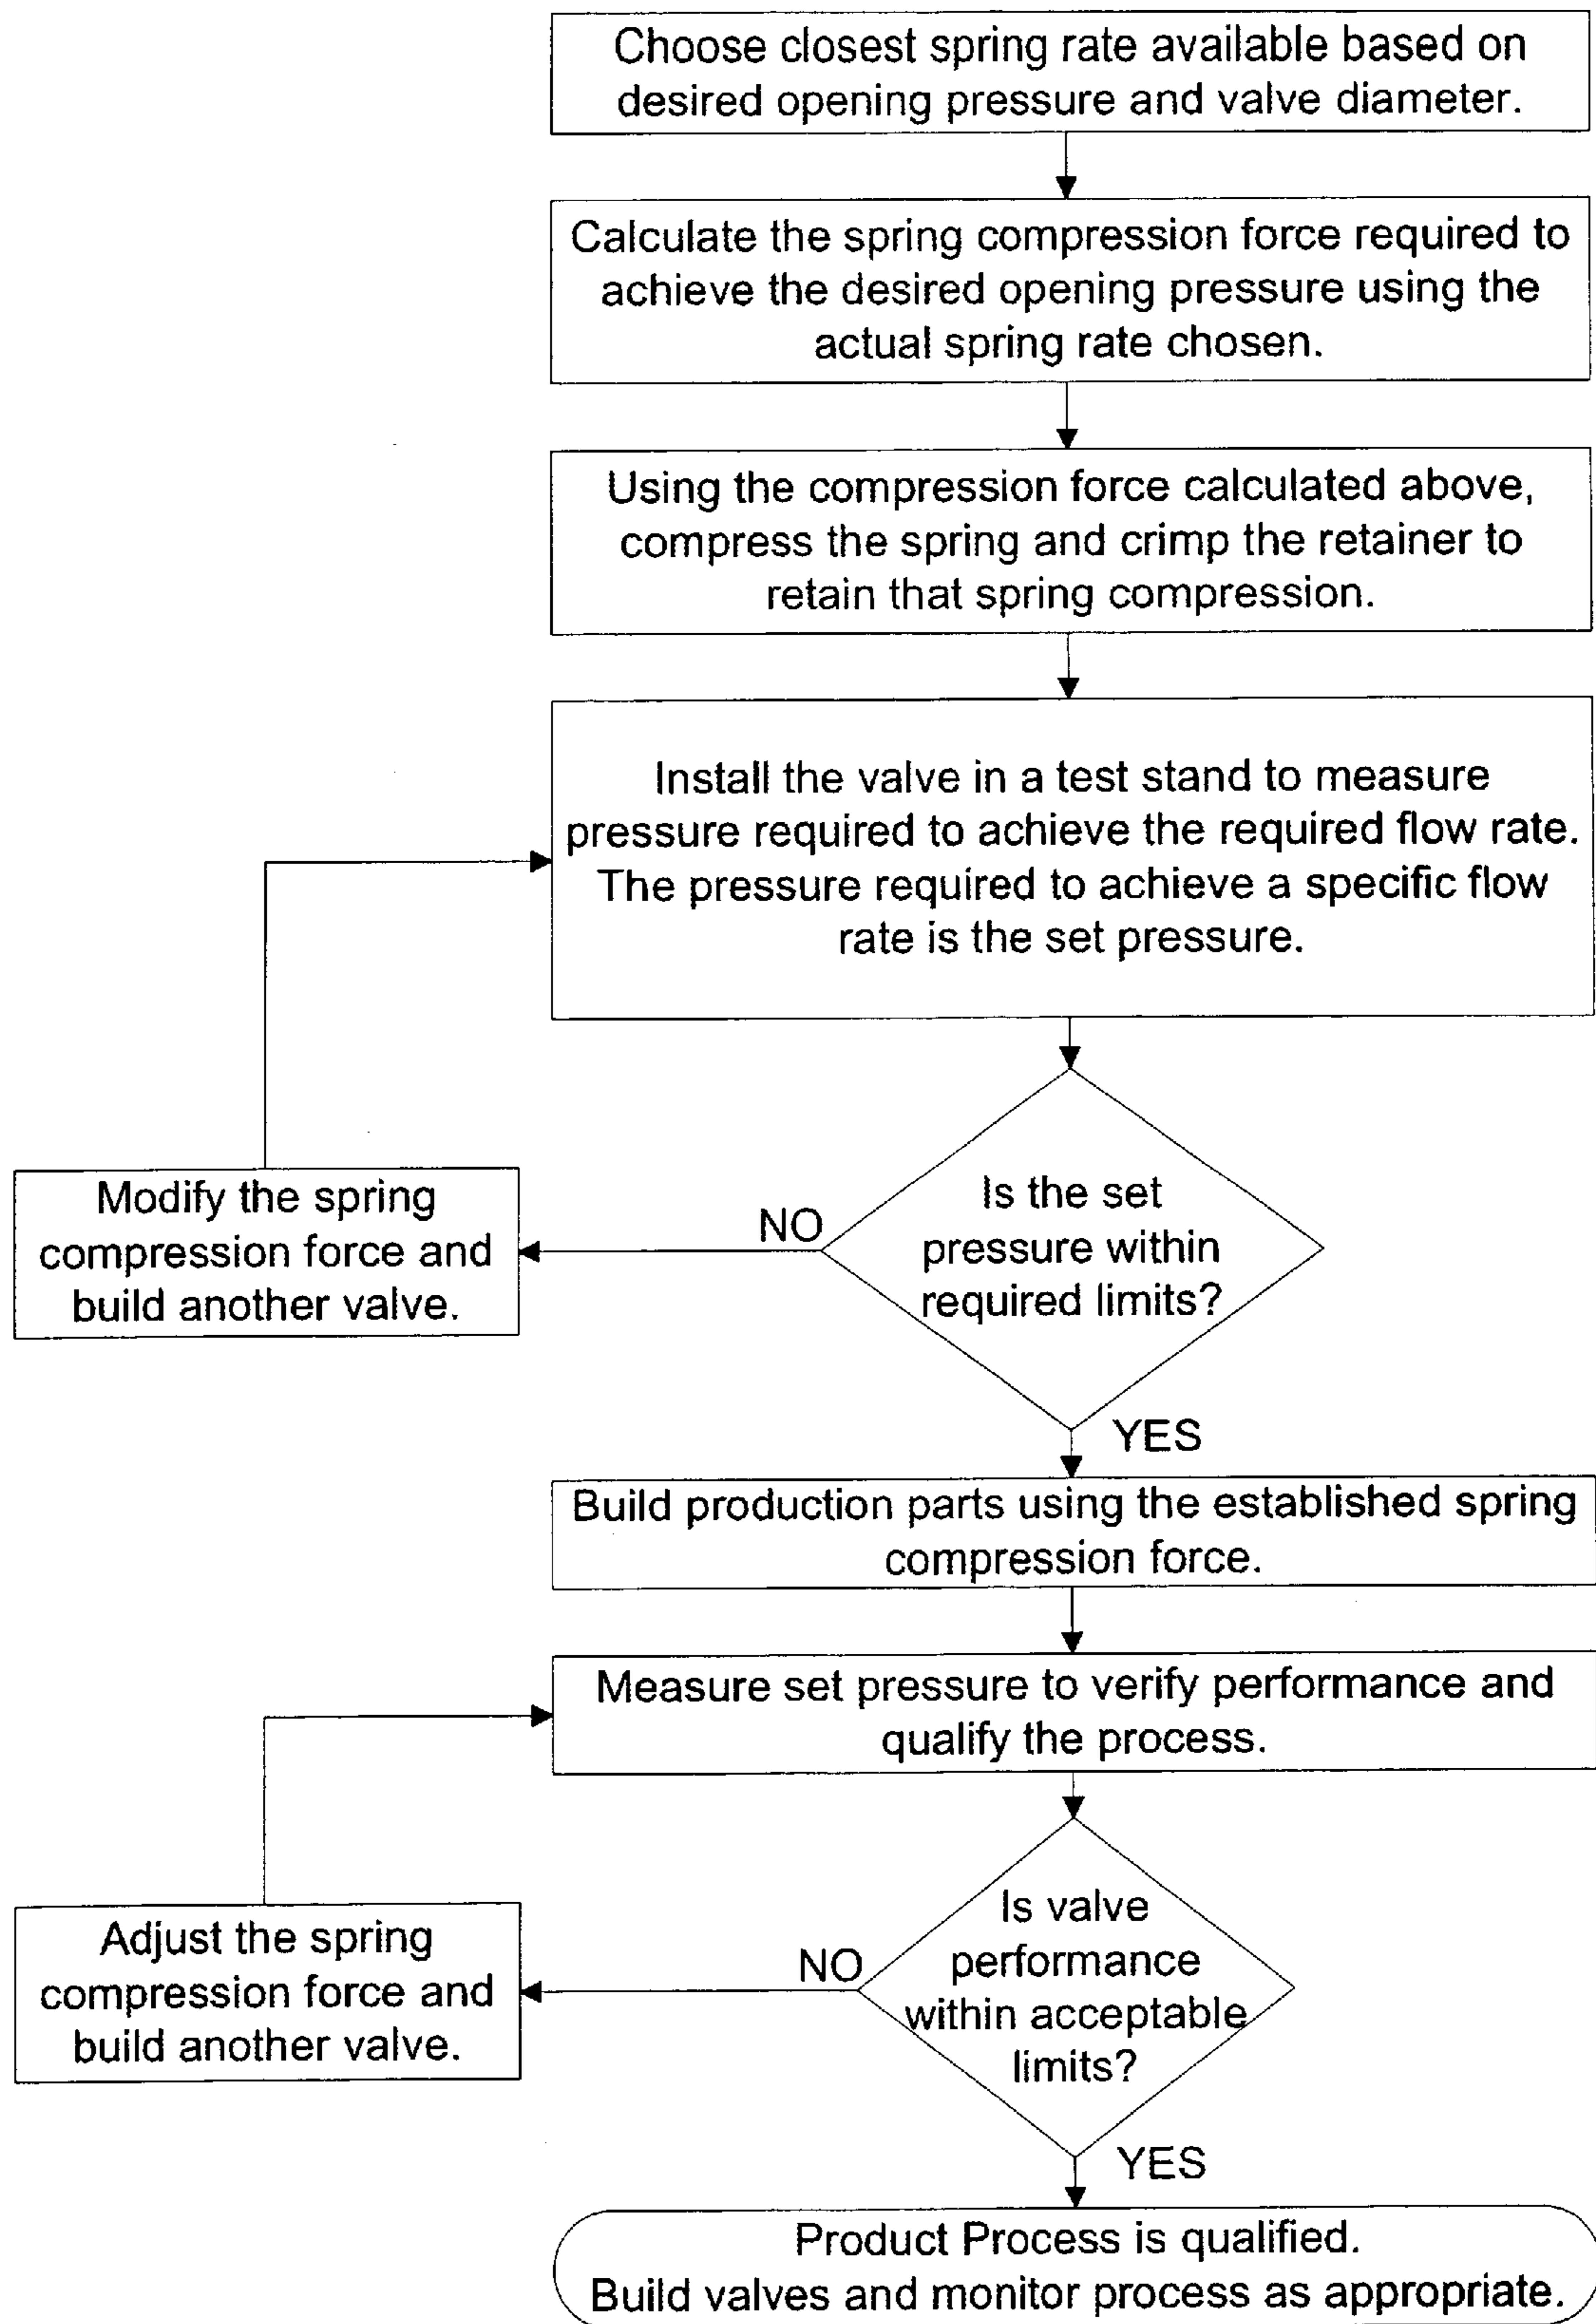 Choose closest spring rate available based on
desired opening pressure and valve diameter.
Calculate the spring compression force required to
achieve the desired opening pressure using the
actual spring rate chosen.
Using the compression force calculated above,
compress the spring and crimp the retainer to
retain that spring compression.
Install the valve in a test stand to measure
pressure required to achieve the required flow rate.
The pressure required to achieve a specific flow
rate is the set pressure.
Is the set
pressure within
required limits?
NO
Modify the spring
compression force and
build another valve.
YES
Build production parts using the established spring
compression force.
Measure set pressure to verify performance and
qualify the process.
Is valve
performance
within acceptable
limits?
NO
Adjust the spring
compression force and
build another valve.
YES
Product Process is qualified.
Build valves and monitor process as appropriate.